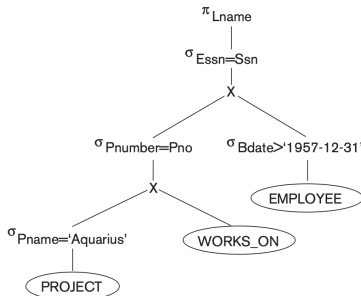 π Lname
σ Essn=Ssn
X
σ Pnumber=Pno
σ Bdate>'1957-12-31'
X
EMPLOYEE
σ Pname='Aquarius'
WORKS_ON
PROJECT